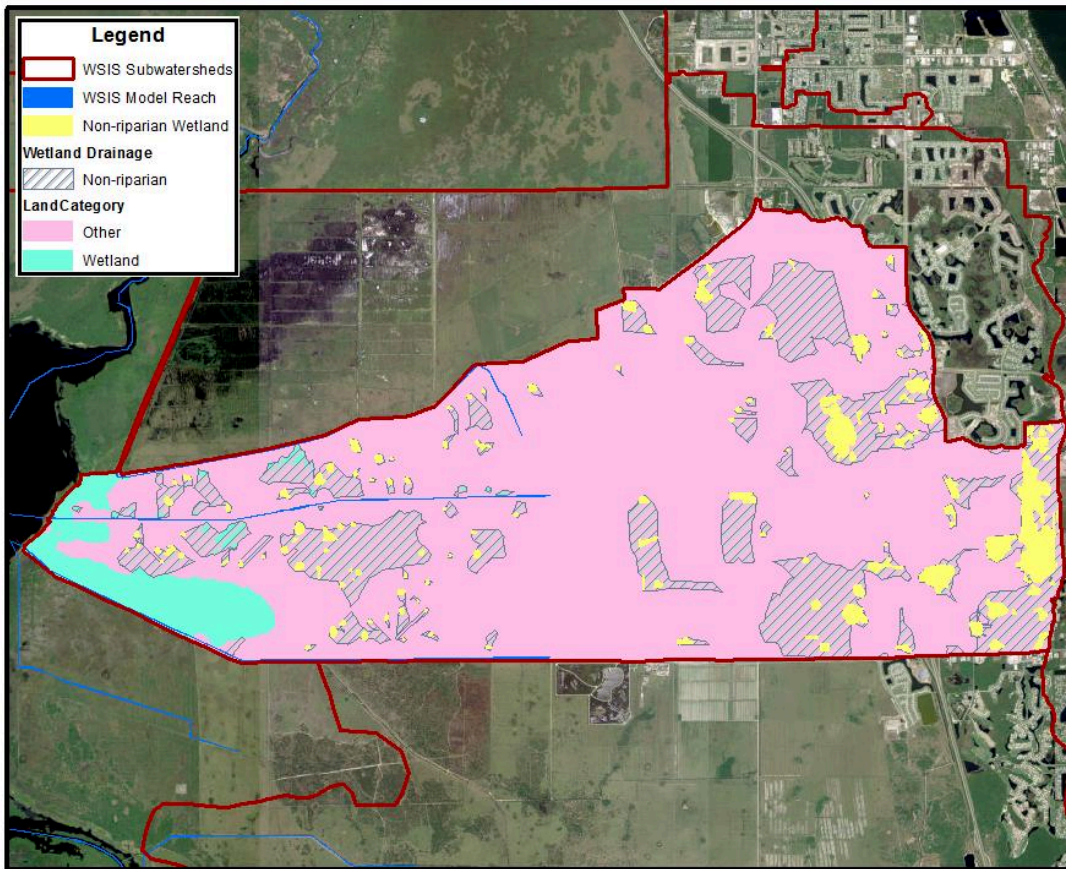 Legend
WSIS Subwatersheds
WSIS Model Reach
Non-riparian Wetland
Wetland Drainage
Non-riparian
LandCategory
Other
Wetland